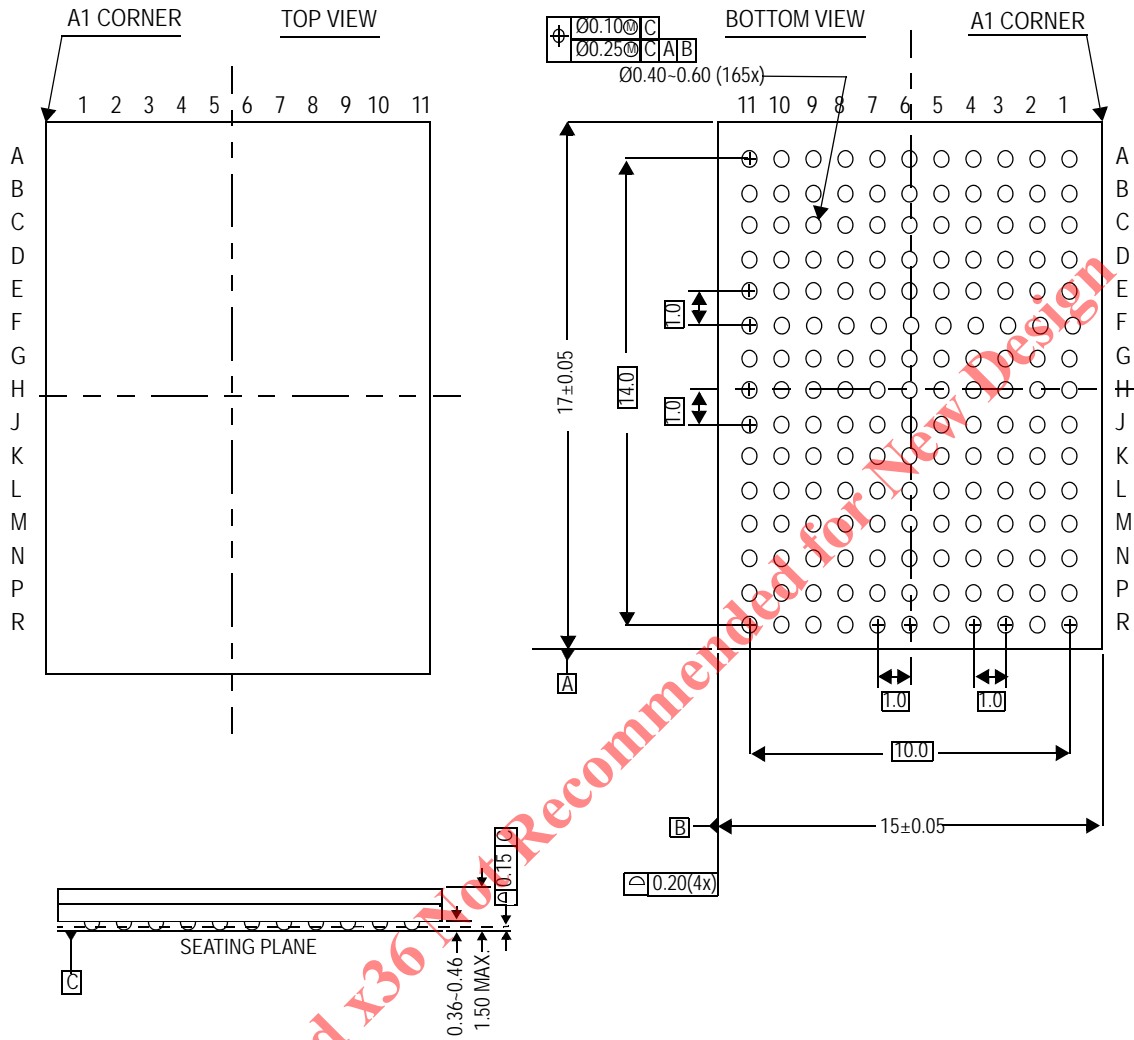 A1 CORNER
TOP VIEW
Ø0.10Ⓜ C
Ø0.25Ⓜ C A B
BOTTOM VIEW
A1 CORNER
Ø0.40~0.60 (165x)
1 2 3 4 5 6 7 8 9 10 11
11 10 9 8 7 6 5 4 3 2 1
A
B
C
D
E
F
G
H
J
K
L
M
N
P
R
A
B
C
D
E
F
G
H
J
K
L
M
N
P
R
17±0.05
14.0
1.0
1.0
A
1.0
1.0
10.0
B
15±0.05
0.20(4x)
0.15 C
SEATING PLANE
C
0.36~0.46
1.50 MAX.
d x36 Not Recommended for New Design